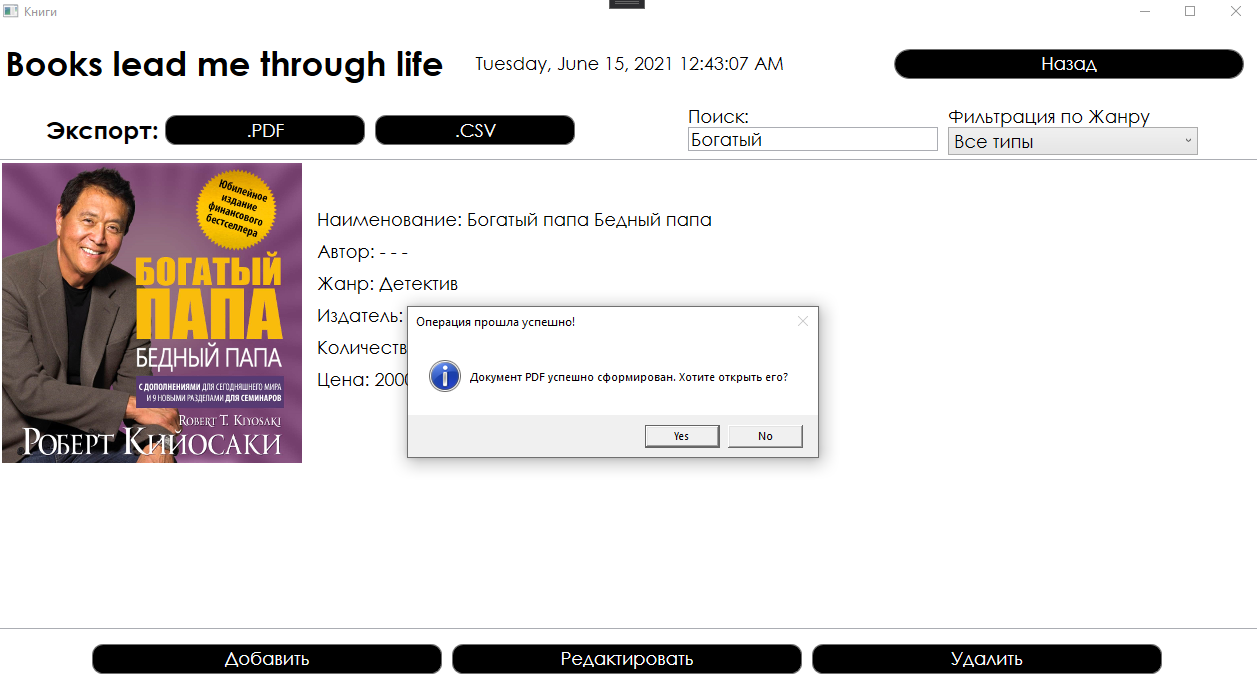 Книги
Books lead me through life
Tuesday, June 15, 2021 12:43:07 AM
Назад
Экспорт:
.PDF
.CSV
Поиск:
Богатый
Фильтрация по Жанру
Все типы
Юбилейное
издание
финансового
бестселлера
БОГАТЫЙ
ПАПА
БЕДНЫЙ ПАПА
С ДОПОЛНЕНИЯМИ ДЛЯ СЕГОДНЯШНЕГО МИРА
И 9 НОВЫМИ РАЗДЕЛАМИ ДЛЯ СЕМИНАРОВ
ROBERT T. KIYOSAKI
РОБЕРТ КИЙОСАКИ
Наименование: Богатый папа Бедный папа
Автор: - - -
Жанр: Детектив
Издатель:
Количеств
Цена: 2000
Операция прошла успешно!
Документ PDF успешно сформирован. Хотите открыть его?
Yes
No
Добавить
Редактировать
Удалить